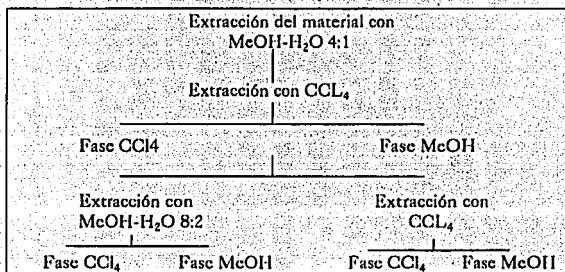 Extracción del material con
MeOH-H₂O 4:1
Extracción con CCL₄
Fase CCl4 Fase MeOH
Extracción con Extracción con
MeOH-H₂O 8:2 CCL₄
Fase CCl₄ Fase MeOH Fase CCl₄ Fase MeOH